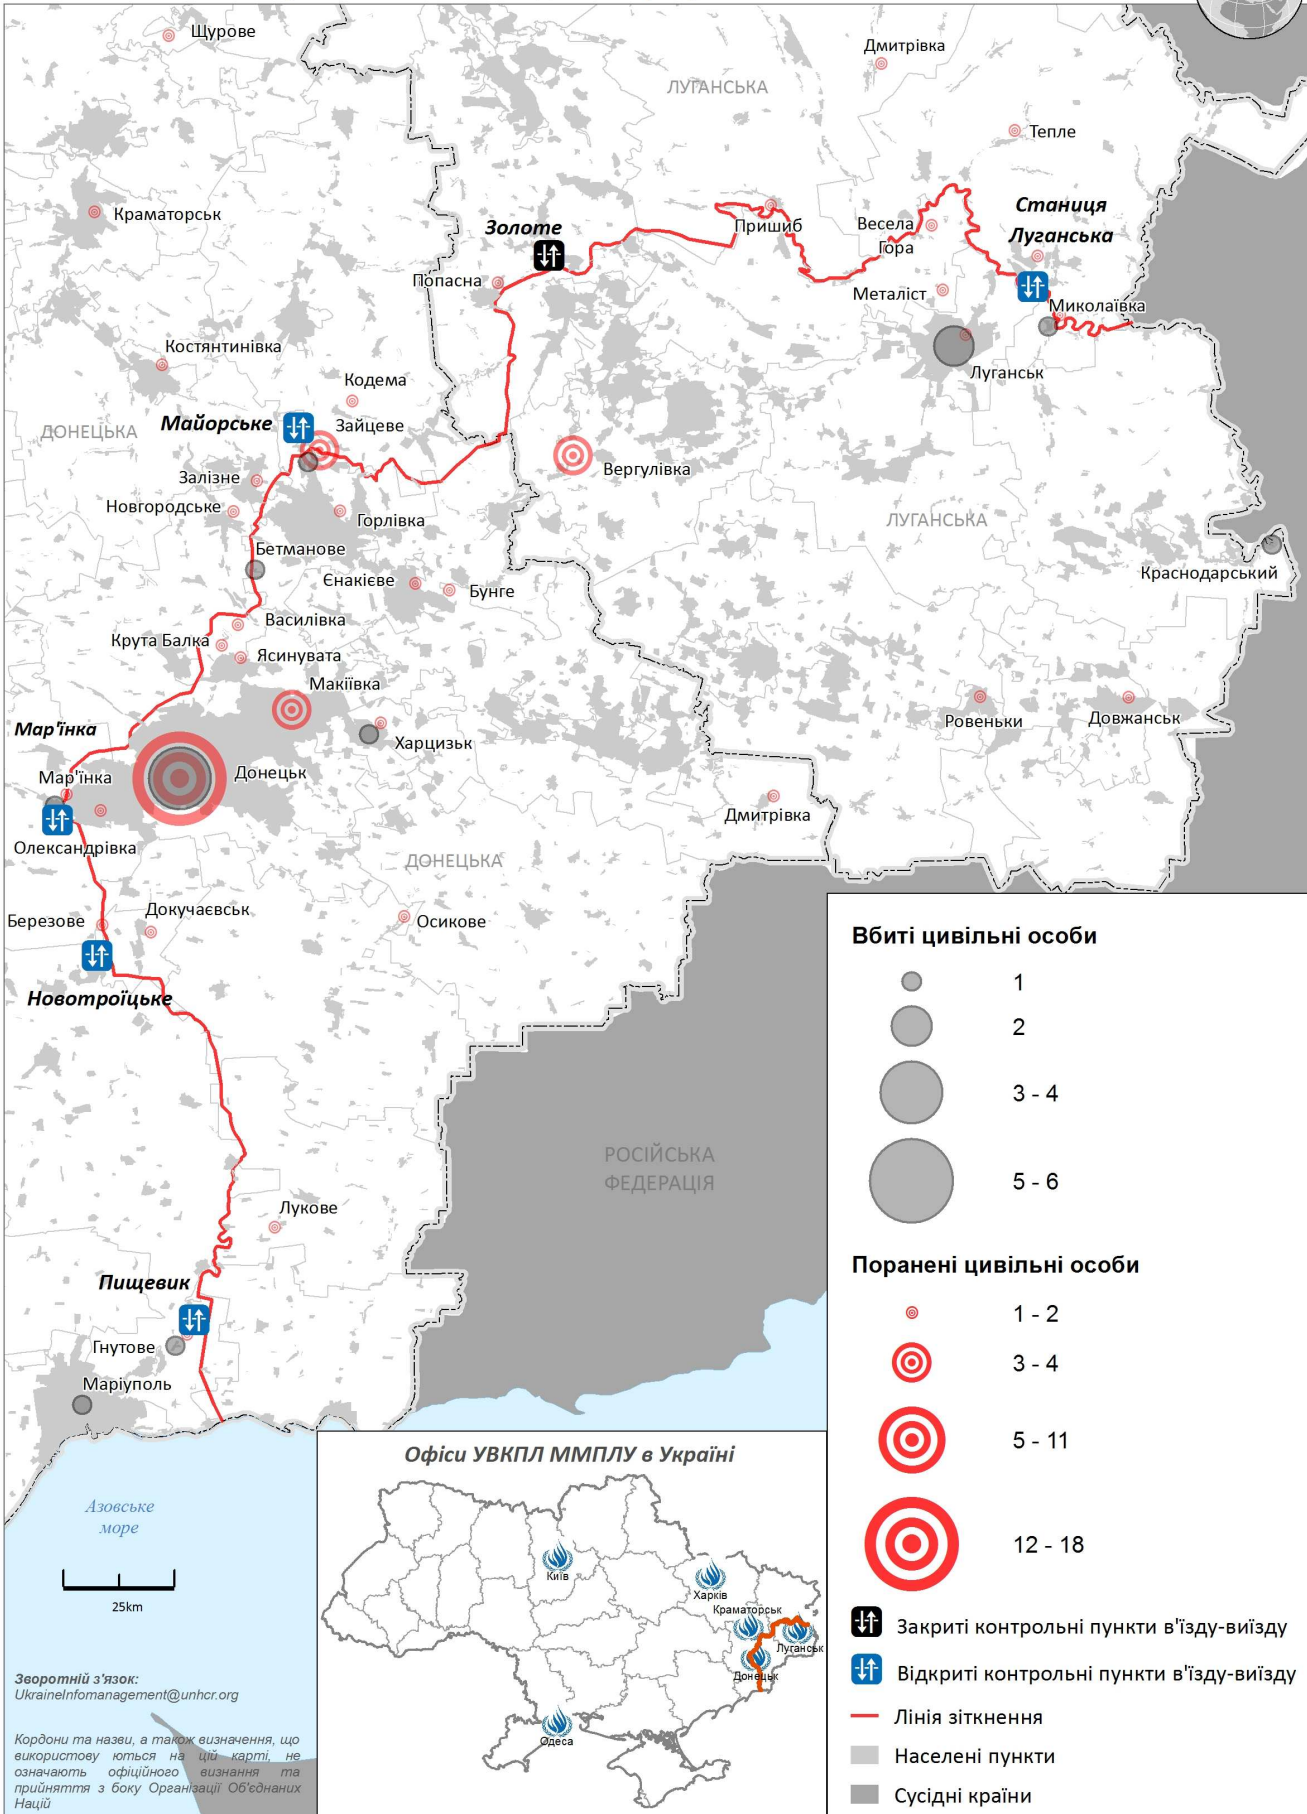 Щурове
Дмитрівка
ЛУГАНСЬКА
Тепле
Краматорськ
Станиця
Луганська
Золоте
Пришиб
Весела
Гора
Попасна
Металіст
Миколаївка
Костянтинівка
Луганськ
Кодема
Майорське
Зайцеве
ДОНЕЦЬКА
Вергулівка
Залізне
Новгородське
Горлівка
ЛУГАНСЬКА
Бетманове
Єнакієве
Бунге
Краснодарський
Василівка
Крута Балка
Ясинувата
Макіївка
Ровеньки
Довжанськ
Мар'їнка
Харцизьк
Мар'їнка
Донецьк
Дмитрівка
Олександрівка
ДОНЕЦЬКА
Березове
Докучаєвськ
Осикове
Новотроїцьке
РОСІЙСЬКА
ФЕДЕРАЦІЯ
Лукове
Пищевик
Гнутове
Маріуполь
Азовське
море
25km
Зворотній з'язок:
UkraineInfomanagement@unhcr.org
Кордони та назви, а також визначення, що
використову ються на цій карті, не
означають офіційного визнання та
прийняття з боку Організації Об'єднаних
Націй
Офіси УВКПЛ ММПЛУ в Україні
Київ
Харків
Краматорськ
Луганськ
Донецьк
Одеса
Вбиті цивільні особи
1
2
3 - 4
5 - 6
Поранені цивільні особи
1 - 2
3 - 4
5 - 11
12 - 18
Закриті контрольні пункти в'їзду-виїзду
Відкриті контрольні пункти в'їзду-виїзду
Лінія зіткнення
Населені пункти
Сусідні країни